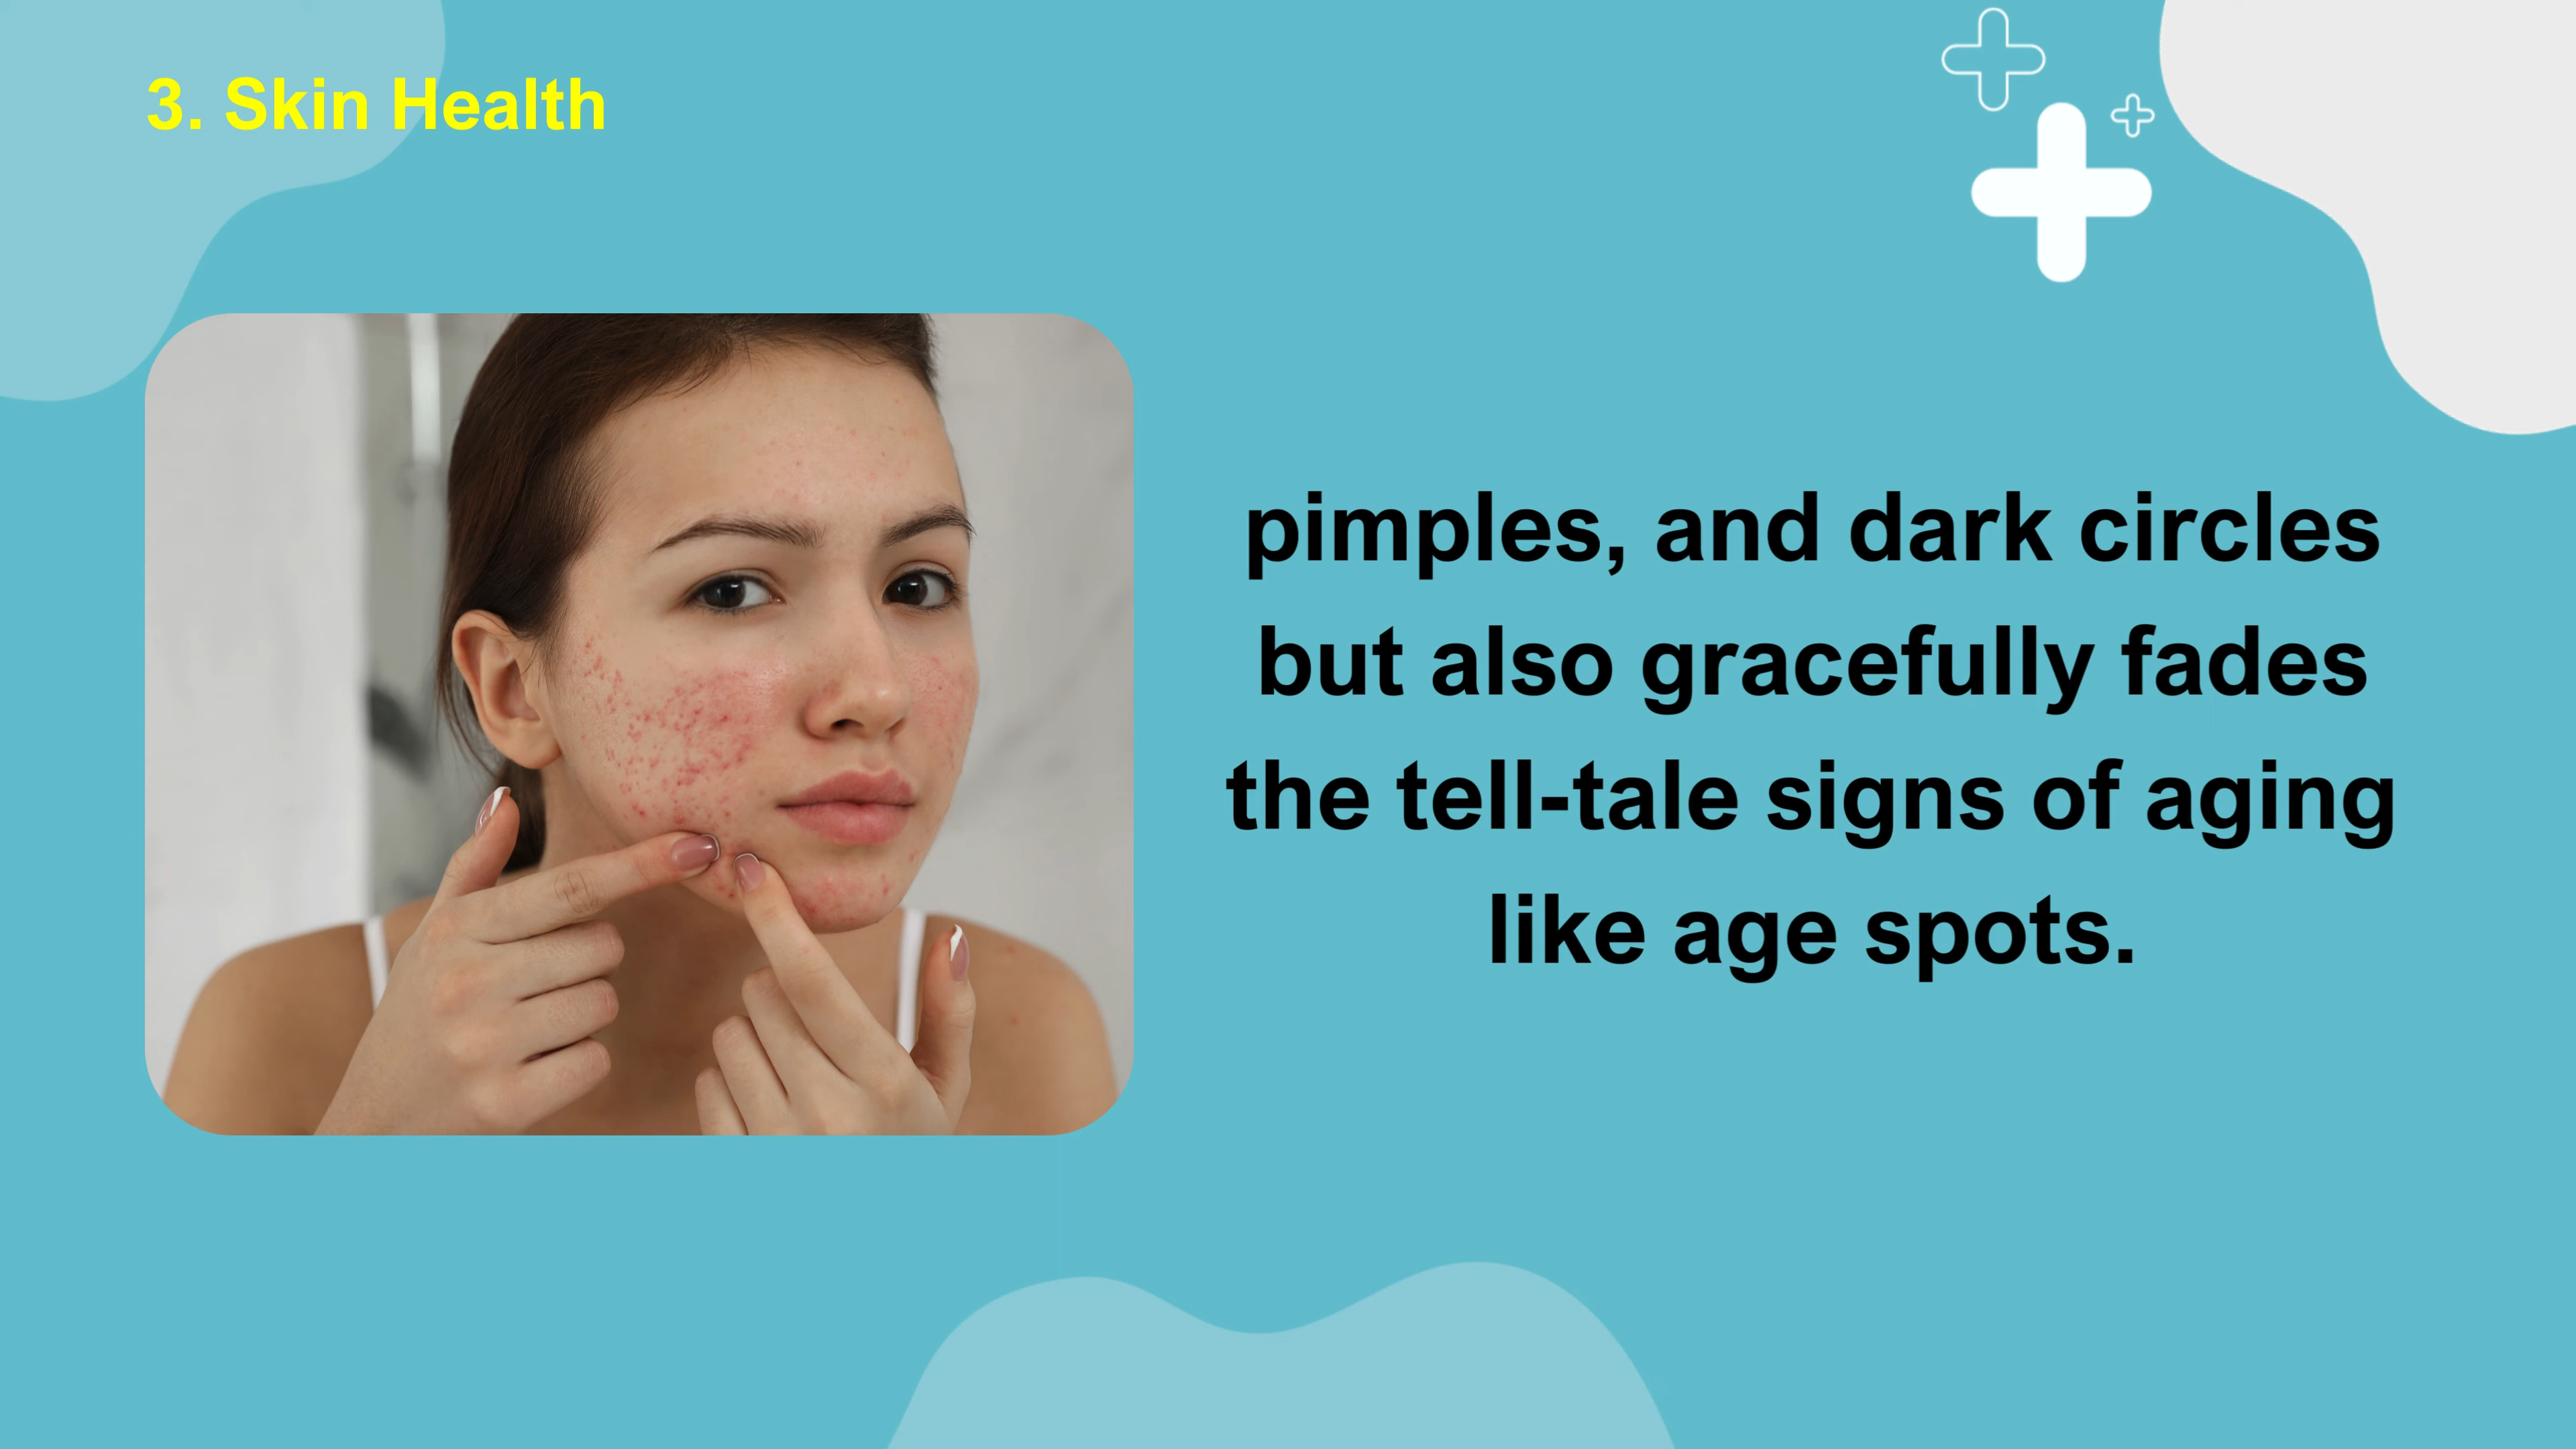 3. Skin Health
pimples, and dark circles
but also gracefully fades
the tell-tale signs of aging
like age spots.